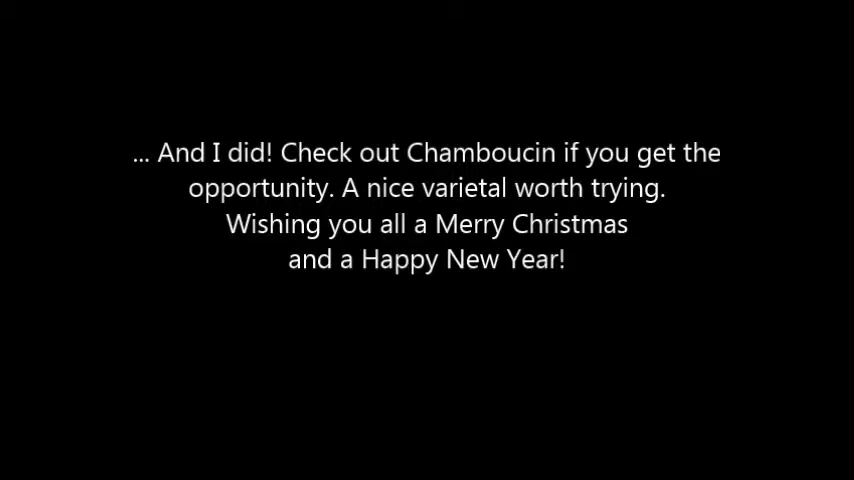 ... And I did! Check out Chamboucin if you get the
opportunity. A nice varietal worth trying.
Wishing you all a Merry Christmas
and a Happy New Year!